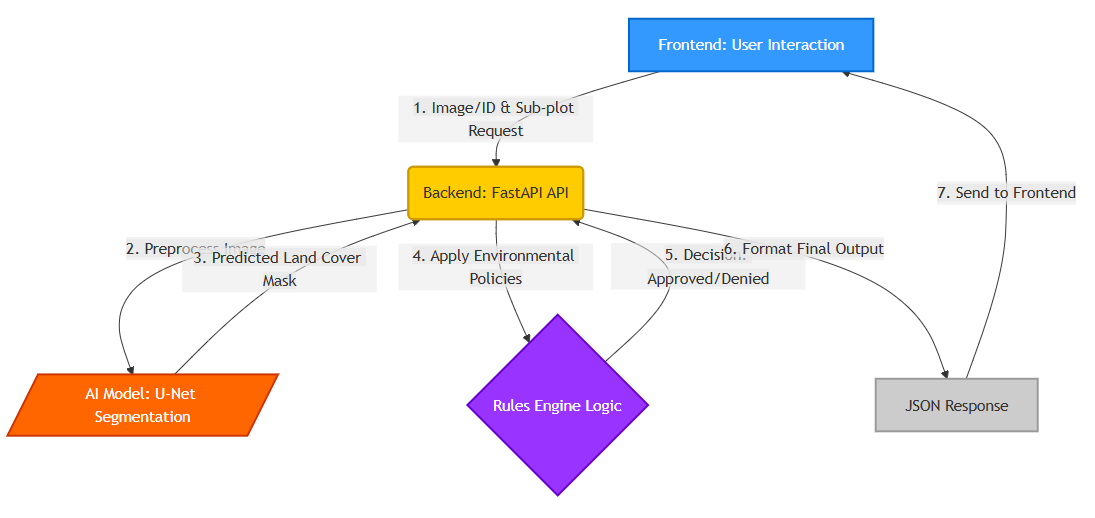 Frontend: User Interaction
1. Image/ID & Sub-plot
Request
Backend: FastAPI API
2. Preprocess Image
3. Predicted Land Cover
Mask
4. Apply Environmental
Policies
5. Decision:
Approved/Denied
6. Format Final Output
7. Send to Frontend
AI Model: U-Net
Segmentation
Rules Engine Logic
JSON Response